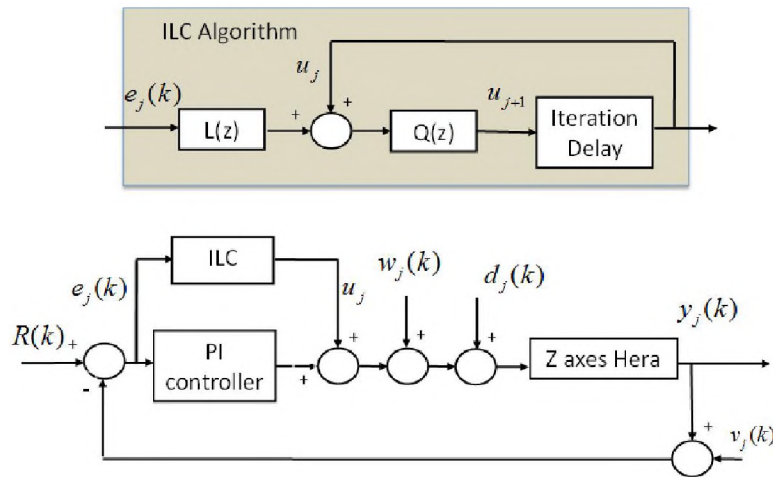 ILC Algorithm
u_j
e_j(k)
+
+
u_{j+1}
L(z)
Q(z)
Iteration
Delay
ILC
w_j(k)
d_j(k)
e_j(k)
u_j
y_j(k)
R(k)
+
+
+
+
PI
controller
Z axes Hera
-
+
+
v_j(k)